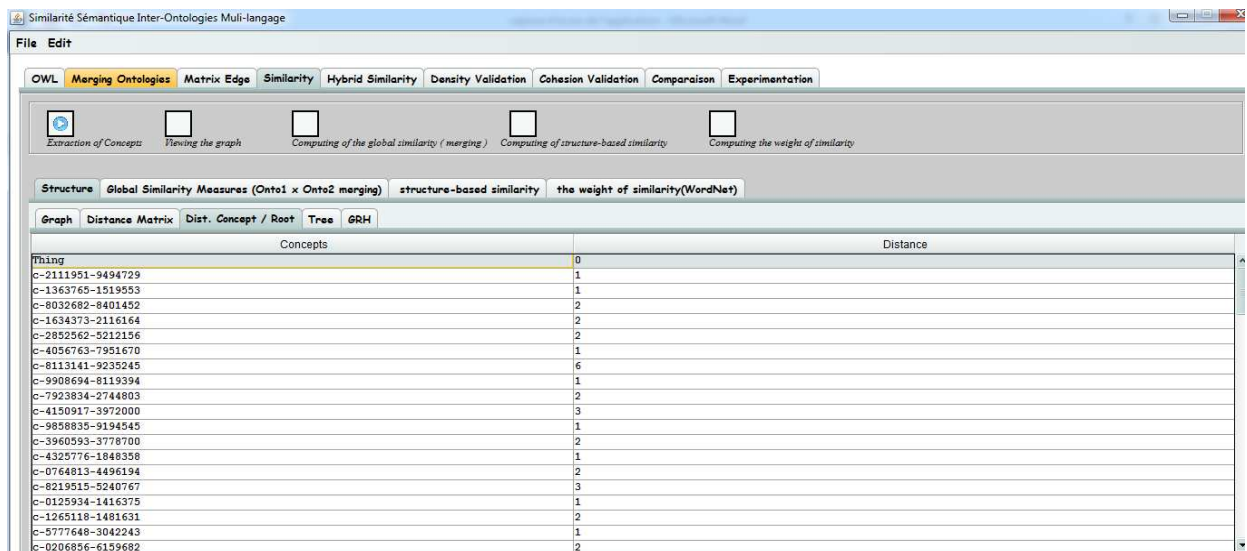 Similarité Sémantique Inter-Ontologies Muli-langage
File Edit
OWL Merging Ontologies Matrix Edge Similarity Hybrid Similarity Density Validation Cohesion Validation Comparaison Experimentation
Extraction of Concepts Viewing the graph Computing of the global similarity ( merging ) Computing of structure-based similarity Computing the weight of similarity
Structure Global Similarity Measures (Onto1 x Onto2 merging) structure-based similarity the weight of similarity(WordNet)
Graph Distance Matrix Dist. Concept / Root Tree GRH
Concepts Distance
Thing 0
c-2111951-9494729 1
c-1363765-1519553 1
c-8032682-8401452 2
c-1634373-2116164 2
c-2852562-5212156 2
c-4056763-7951670 1
c-8113141-9235245 6
c-9908694-8119394 1
c-7923834-2744803 2
c-4150917-3972000 3
c-9858835-9194545 1
c-3960593-3778700 2
c-4325776-1848358 1
c-0764813-4496194 2
c-8219515-5240767 3
c-0125934-1416375 1
c-1265118-1481631 2
c-5777648-3042243 1
c-0206856-6159682 2